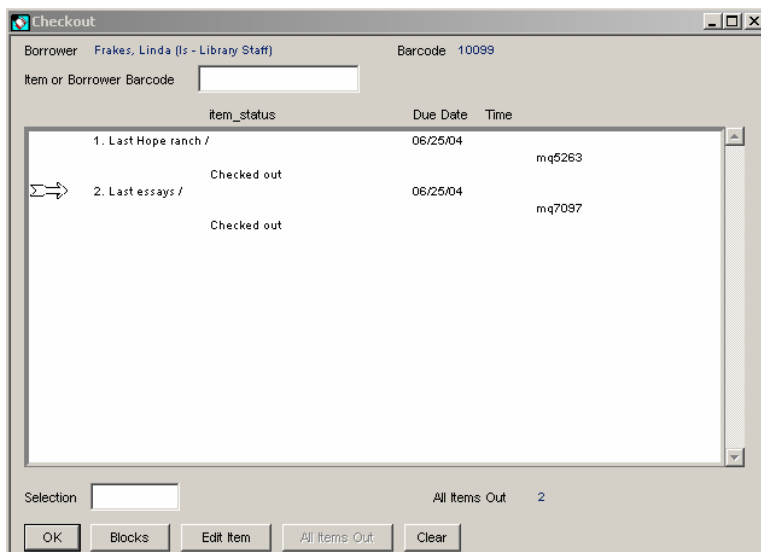 Checkout
Borrower Frakes, Linda (ls - Library Staff) Barcode 10099
Item or Borrower Barcode
item_status Due Date Time
1. Last Hope ranch / 06/25/04
mq5263
Checked out
2. Last essays / 06/25/04
mq7097
Checked out
Selection All Items Out 2
OK Blocks Edit Item All Items Out Clear